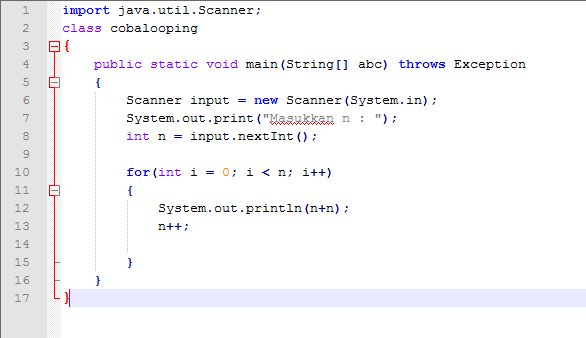 1 import java.util.Scanner;
2 class cobalooping
3 {
4 public static void main(String[] abc) throws Exception
5 {
6 Scanner input = new Scanner(System.in);
7 System.out.print("Masukkan n : ");
8 int n = input.nextInt();
9
10 for(int i = 0; i < n; i++)
11 {
12 System.out.println(n+n);
13 n++;
14
15 }
16 }
17 }